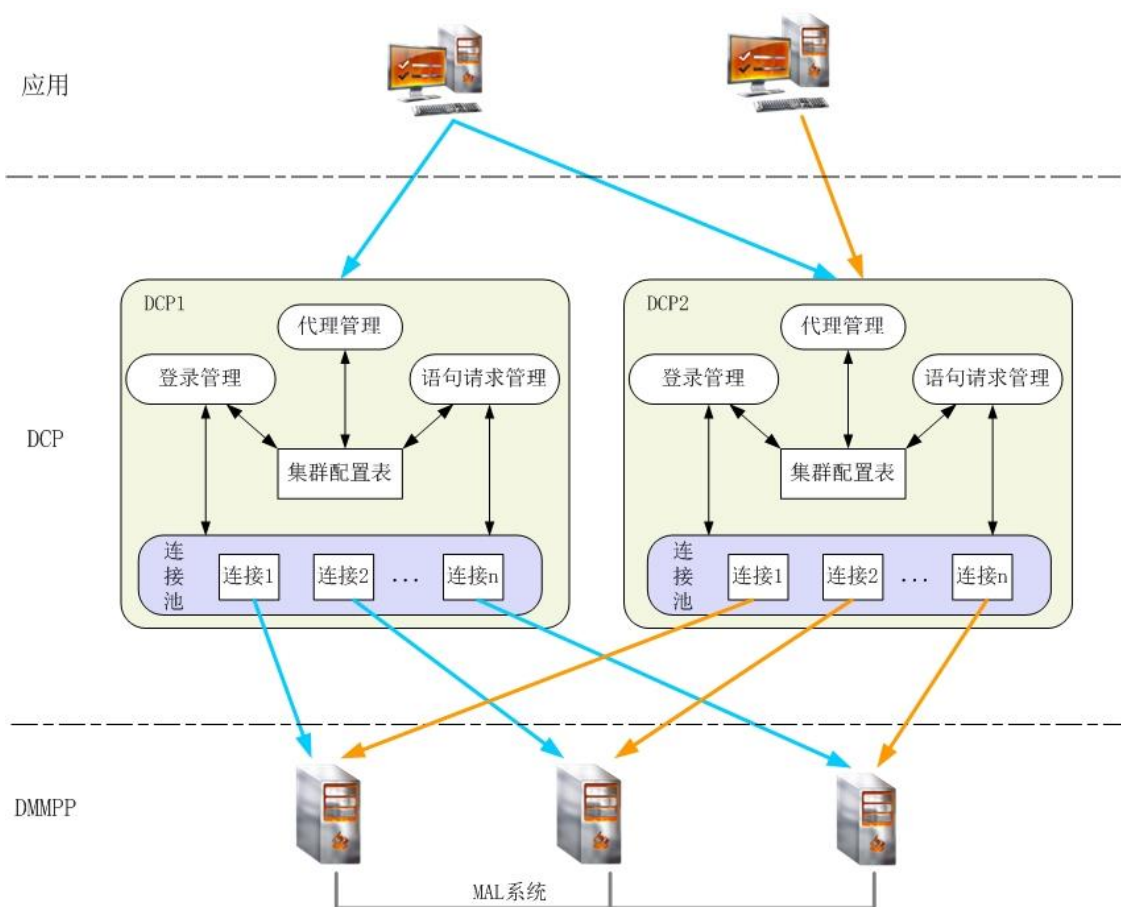 应用
DCP
DCP1
代理管理
登录管理
语句请求管理
集群配置表
连接池
连接1
连接2
...
连接n
DCP2
代理管理
登录管理
语句请求管理
集群配置表
连接池
连接1
连接2
...
连接n
DMMPP
MAL系统